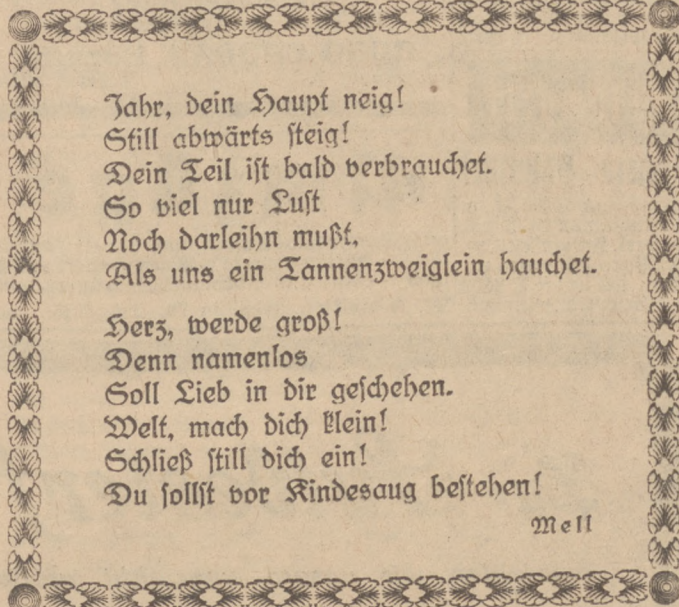 Jahr, dein Haupt neig!
Still abwärts steig!
Dein Teil ist bald verbrauchet.
So viel nur Lust
Noch darleihn mußt,
Als uns ein Tannenzweiglein hauchet.
Herz, werde groß!
Denn namenlos
Soll Lieb in dir geschehen.
Welt, mach dich klein!
Schließ still dich ein!
Du sollst vor Kindesaug bestehen!
Mell